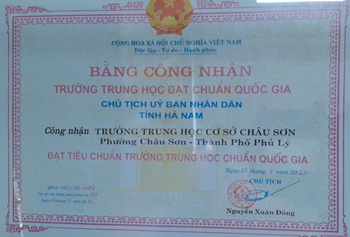 CỘNG HOÀ XÃ HỘI CHỦ NGHĨA VIỆT NAM
Độc lập - Tự do - Hạnh phúc
BẰNG CÔNG NHẬN
TRƯỜNG TRUNG HỌC ĐẠT CHUẨN QUỐC GIA
CHỦ TỊCH UỶ BAN NHÂN DÂN
TỈNH HÀ NAM
Công nhận TRƯỜNG TRUNG HỌC CƠ SỞ CHÂU SƠN
Phường Châu Sơn - Thành Phố Phủ Lý
ĐẠT TIÊU CHUẨN TRƯỜNG TRUNG HỌC CHUẨN QUỐC GIA
CHỦ TỊCH
Nguyễn Xuân Đông